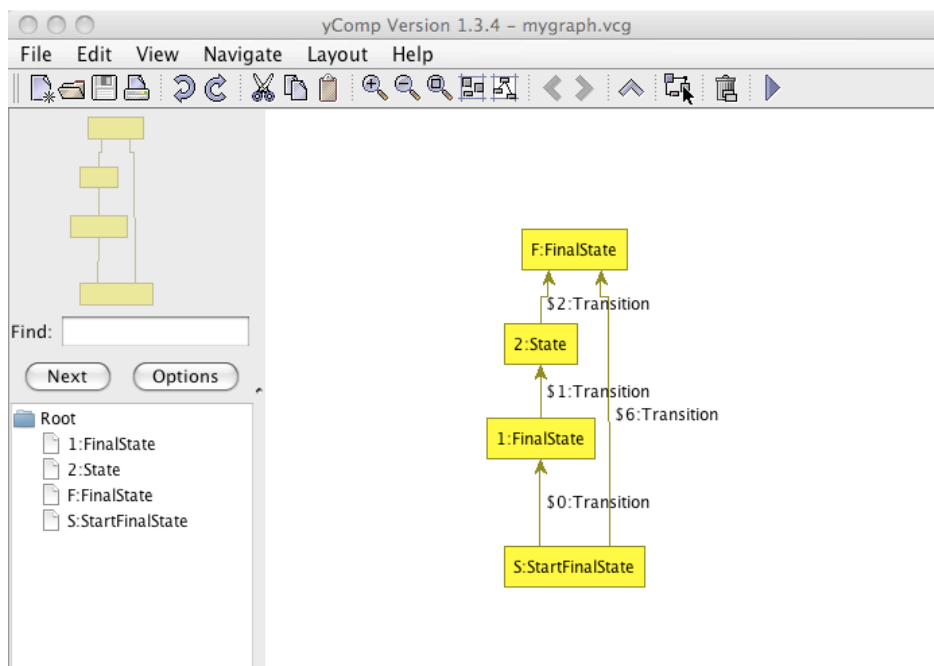 yComp Version 1.3.4 – mygraph.vcg
File Edit View Navigate Layout Help
Find:
Next Options
Root
1:FinalState
2:State
F:FinalState
S:StartFinalState
F:FinalState
$2:Transition
2:State
$1:Transition
$6:Transition
1:FinalState
$0:Transition
S:StartFinalState